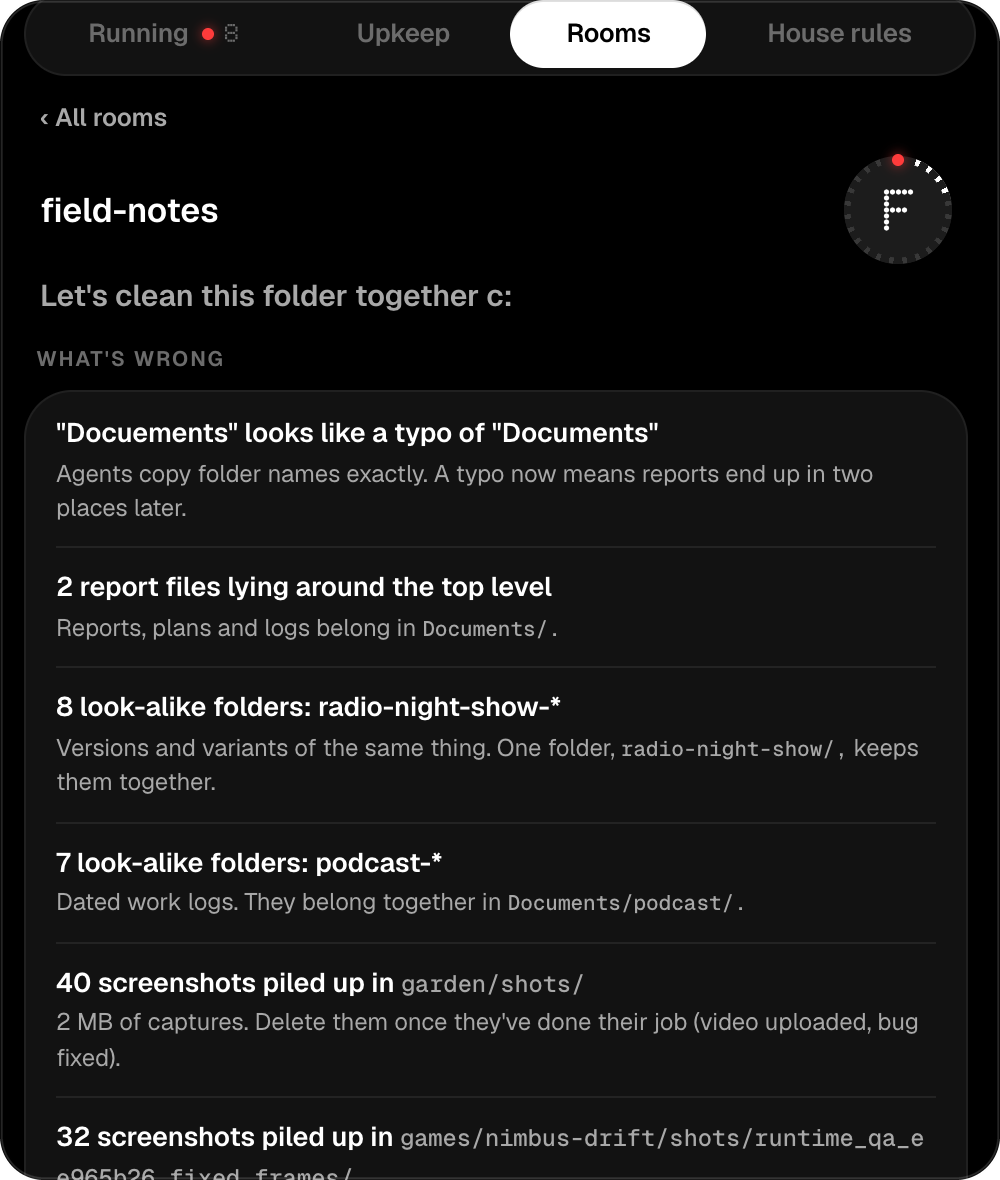 Running 8 Upkeep Rooms House rules
‹ All rooms
field-notes
F
Let's clean this folder together c:
WHAT'S WRONG
"Docuements" looks like a typo of "Documents"
Agents copy folder names exactly. A typo now means reports end up in two
places later.
2 report files lying around the top level
Reports, plans and logs belong in Documents/.
8 look-alike folders: radio-night-show-*
Versions and variants of the same thing. One folder, radio-night-show/, keeps
them together.
7 look-alike folders: podcast-*
Dated work logs. They belong together in Documents/podcast/.
40 screenshots piled up in garden/shots/
2 MB of captures. Delete them once they've done their job (video uploaded, bug
fixed).
32 screenshots piled up in games/nimbus-drift/shots/runtime_qa_e
e965b26_fixed_frames/